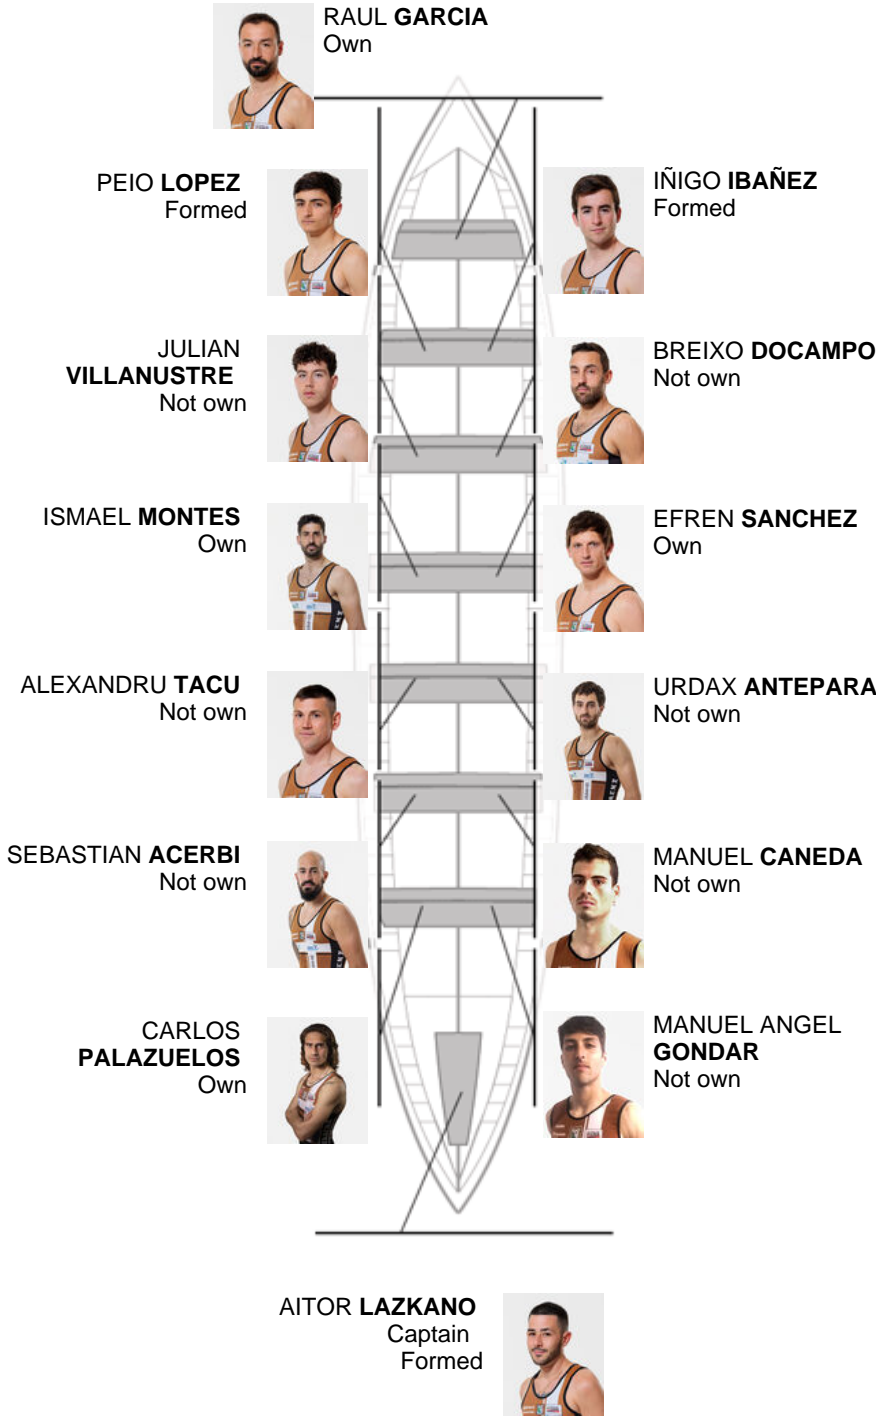 RAUL GARCIA
Own
PEIO LOPEZ
Formed
IÑIGO IBAÑEZ
Formed
JULIAN
VILLANUSTRE
Not own
BREIXO DOCAMPO
Not own
ISMAEL MONTES
Own
EFREN SANCHEZ
Own
ALEXANDRU TACU
Not own
URDAX ANTEPARA
Not own
SEBASTIAN ACERBI
Not own
MANUEL CANEDA
Not own
CARLOS
PALAZUELOS
Own
MANUEL ANGEL
GONDAR
Not own
AITOR LAZKANO
Captain
Formed